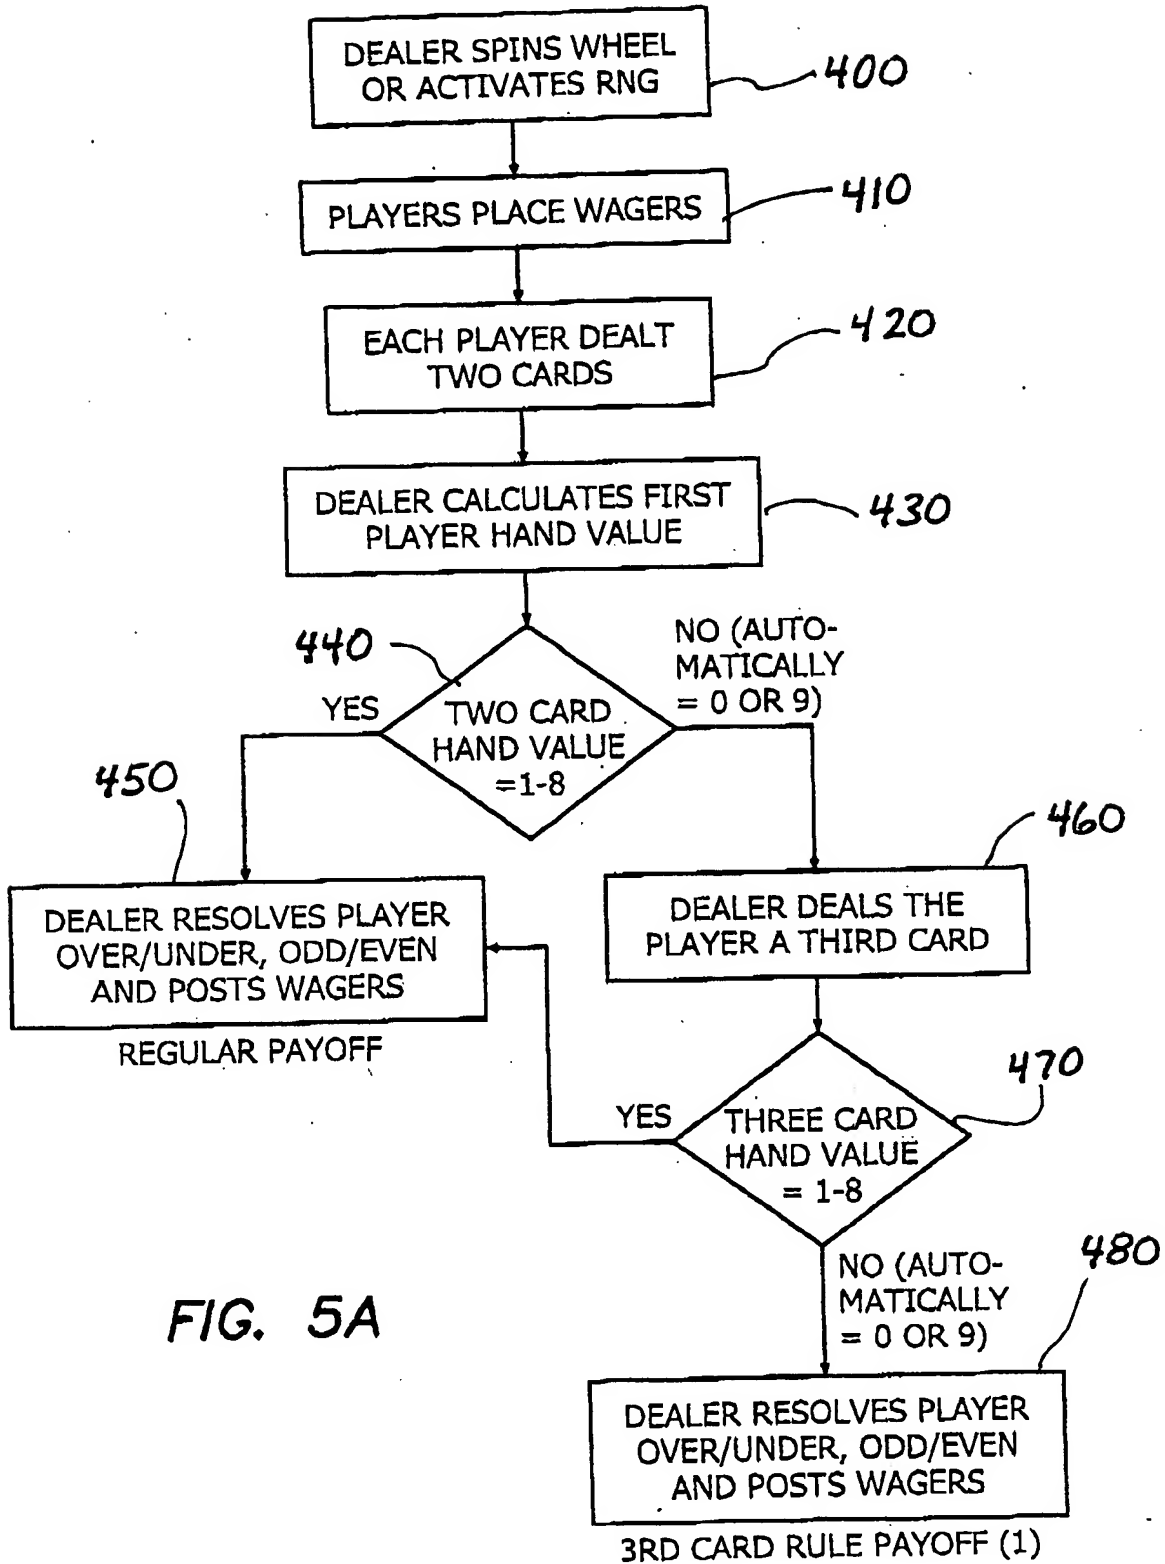 DEALER SPINS WHEEL
OR ACTIVATES RNG
400
PLAYERS PLACE WAGERS
410
EACH PLAYER DEALT
TWO CARDS
420
DEALER CALCULATES FIRST
PLAYER HAND VALUE
430
440
TWO CARD
HAND VALUE
=1-8
YES
NO (AUTO-
MATICALLY
= 0 OR 9)
450
DEALER RESOLVES PLAYER
OVER/UNDER, ODD/EVEN
AND POSTS WAGERS
REGULAR PAYOFF
460
DEALER DEALS THE
PLAYER A THIRD CARD
470
THREE CARD
HAND VALUE
= 1-8
YES
NO (AUTO-
MATICALLY
= 0 OR 9)
480
DEALER RESOLVES PLAYER
OVER/UNDER, ODD/EVEN
AND POSTS WAGERS
3RD CARD RULE PAYOFF (1)
FIG. 5A